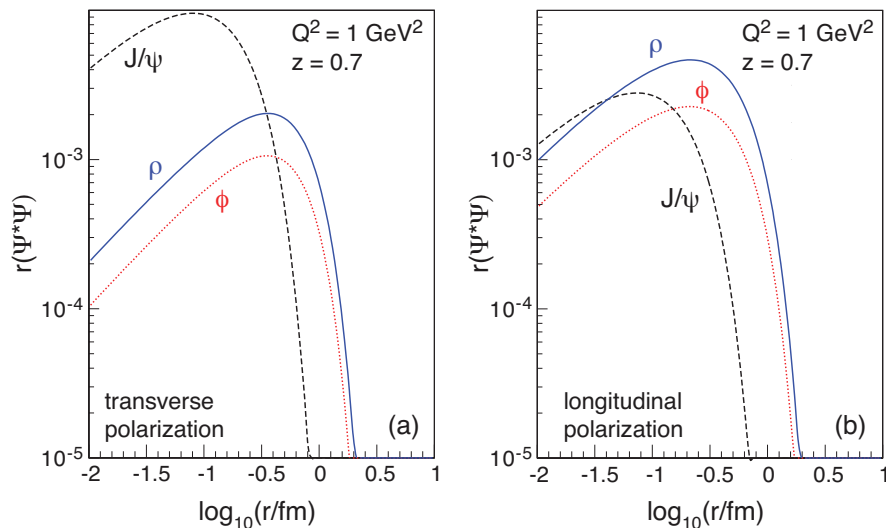 Q² = 1 GeV²
z = 0.7
J/ψ
ρ
ϕ
10⁻³
10⁻⁴
10⁻⁵
r(Ψ*Ψ)
transverse
polarization
(a)
-2 -1.5 -1 -0.5 0 0.5 1
log₁₀(r/fm)
Q² = 1 GeV²
z = 0.7
ρ
ϕ
J/ψ
10⁻³
10⁻⁴
10⁻⁵
r(Ψ*Ψ)
longitudinal
polarization
(b)
-2 -1.5 -1 -0.5 0 0.5 1
log₁₀(r/fm)